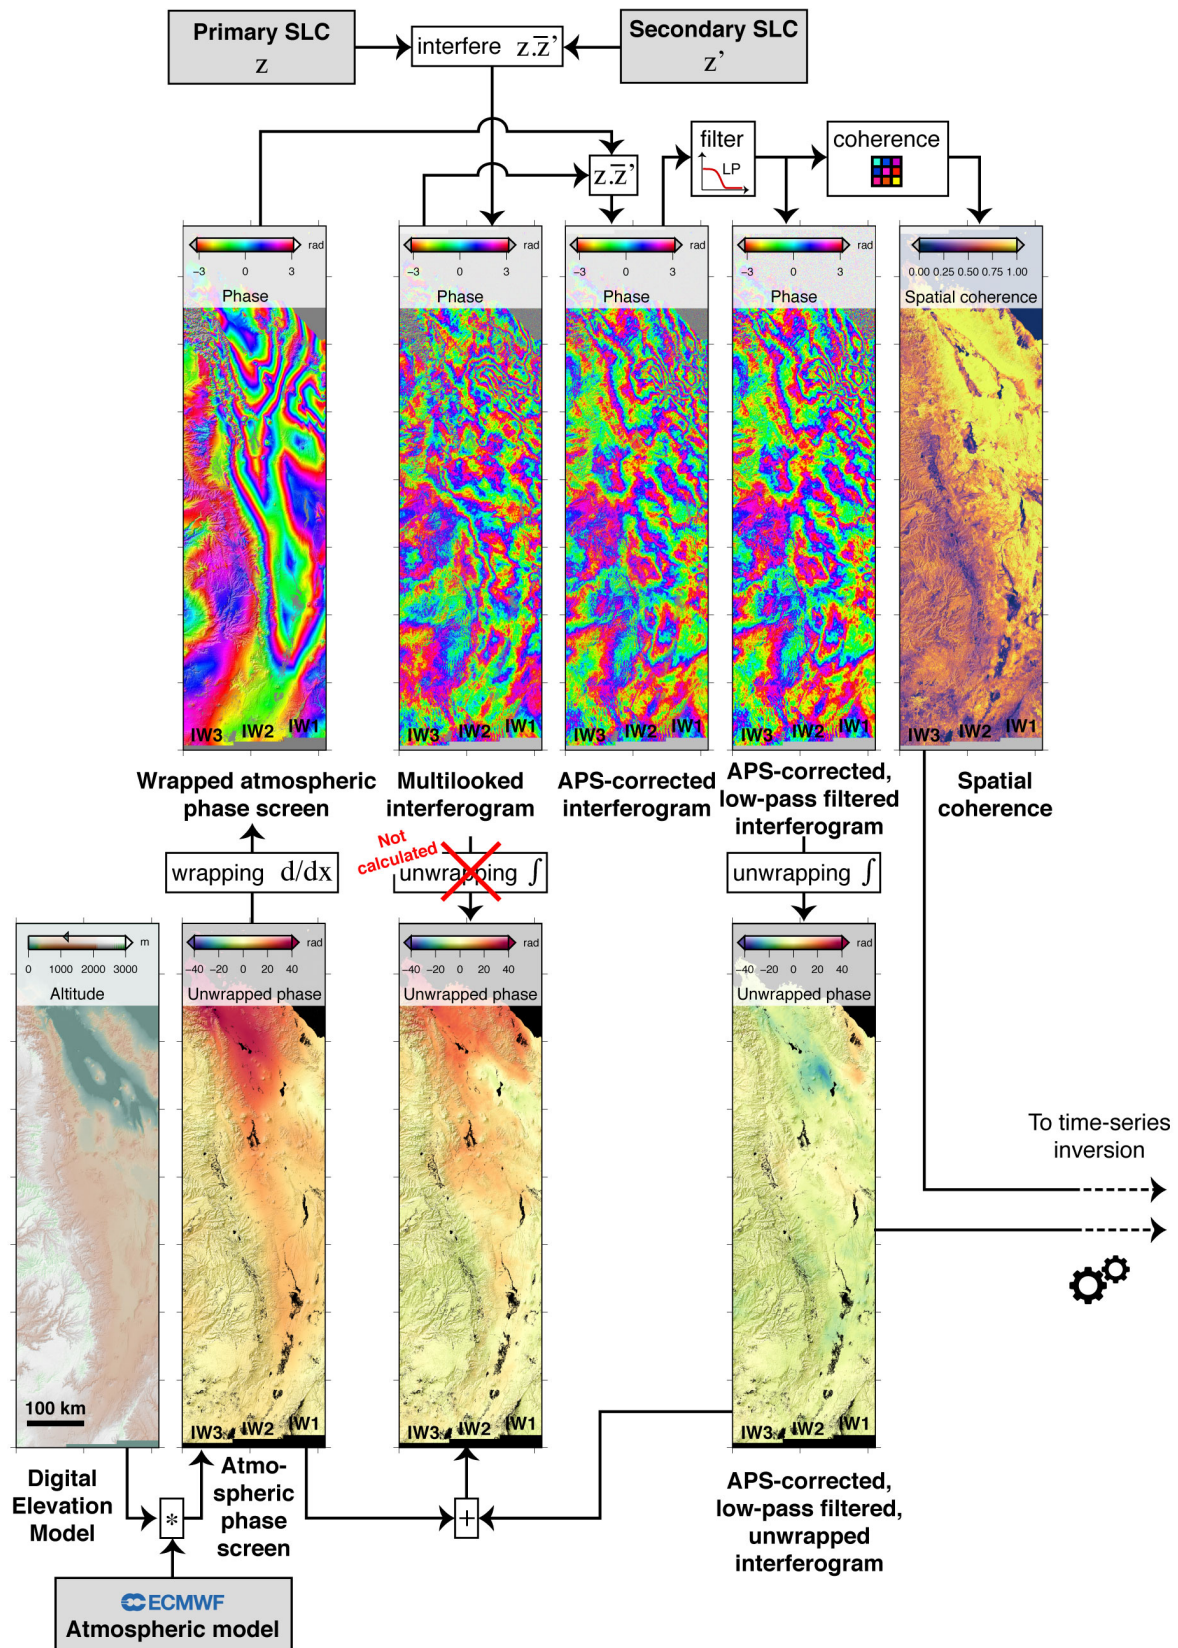 Primary SLC
z
interfere z.z̅'
Secondary SLC
z'
z.z̅'
filter
LP
coherence
rad
−3 0 3
Phase
rad
−3 0 3
Phase
rad
−3 0 3
Phase
rad
−3 0 3
Phase
0.00 0.25 0.50 0.75 1.00
Spatial coherence
IW3 IW2 IW1
IW3 IW2 IW1
IW3 IW2 IW1
IW3 IW2 IW1
IW3 IW2 IW1
Wrapped atmospheric
phase screen
Multilooked
interferogram
APS-corrected
interferogram
APS-corrected,
low-pass filtered
interferogram
Spatial
coherence
wrapping d/dx
Not
calculated
unwrapping ∫
unwrapping ∫
m
0 1000 2000 3000
Altitude
rad
−40 −20 0 20 40
Unwrapped phase
rad
−40 −20 0 20 40
Unwrapped phase
rad
−40 −20 0 20 40
Unwrapped phase
To time-series
inversion
100 km
IW3 IW2 IW1
IW3 IW2 IW1
IW3 IW2 IW1
Digital
Elevation
Model
*
Atmo-
spheric
phase
screen
+
APS-corrected,
low-pass filtered,
unwrapped
interferogram
ECMWF
Atmospheric model